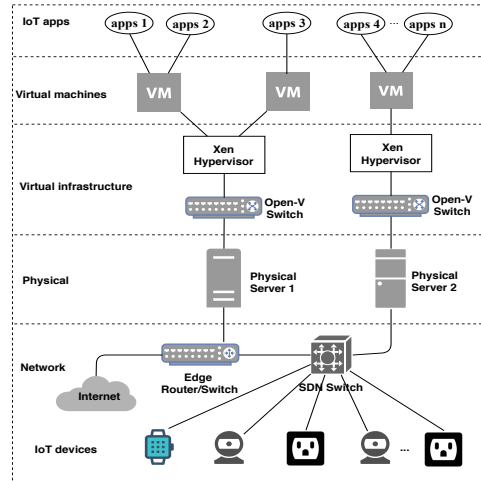 IoT apps
apps 1
apps 2
apps 3
apps 4
...
apps n
Virtual machines
VM
VM
VM
Xen
Hypervisor
Xen
Hypervisor
Virtual infrastructure
Open-V
Switch
Open-V
Switch
Physical
Physical
Server 1
Physical
Server 2
Network
Edge
Router/Switch
SDN Switch
Internet
IoT devices
...